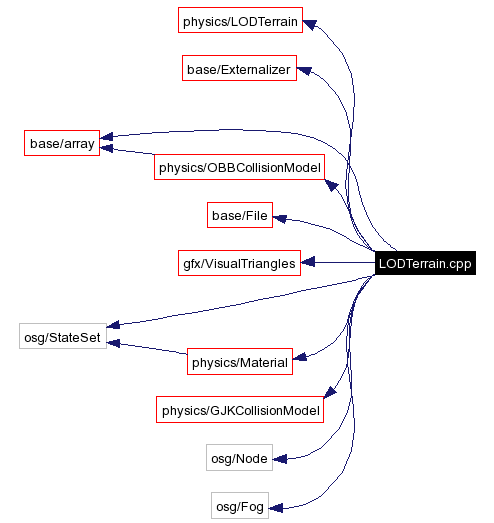 physics/LODTerrain
base/Externalizer
base/array
physics/OBBCollisionModel
base/File
gfx/VisualTriangles
LODTerrain.cpp
osg/StateSet
physics/Material
physics/GJKCollisionModel
osg/Node
osg/Fog